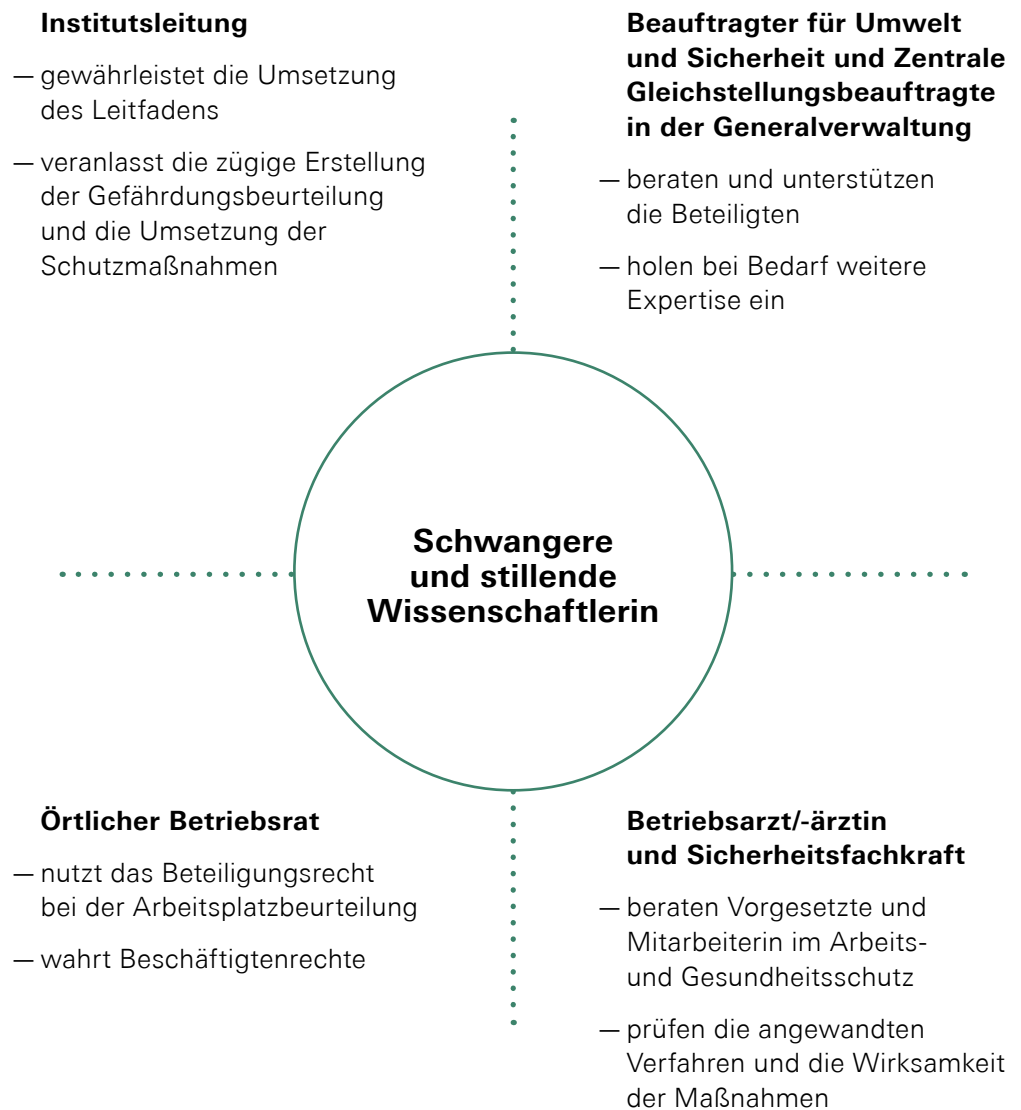 Institutsleitung
— gewährleistet die Umsetzung
des Leitfadens
— veranlasst die zügige Erstellung
der Gefährdungsbeurteilung
und die Umsetzung der
Schutzmaßnahmen
Beauftragter für Umwelt
und Sicherheit und Zentrale
Gleichstellungsbeauftragte
in der Generalverwaltung
— beraten und unterstützen
die Beteiligten
— holen bei Bedarf weitere
Expertise ein
Schwangere
und stillende
Wissenschaftlerin
Örtlicher Betriebsrat
— nutzt das Beteiligungsrecht
bei der Arbeitsplatzbeurteilung
— wahrt Beschäftigtenrechte
Betriebsarzt/-ärztin
und Sicherheitsfachkraft
— beraten Vorgesetzte und
Mitarbeiterin im Arbeits-
und Gesundheitsschutz
— prüfen die angewandten
Verfahren und die Wirksamkeit
der Maßnahmen